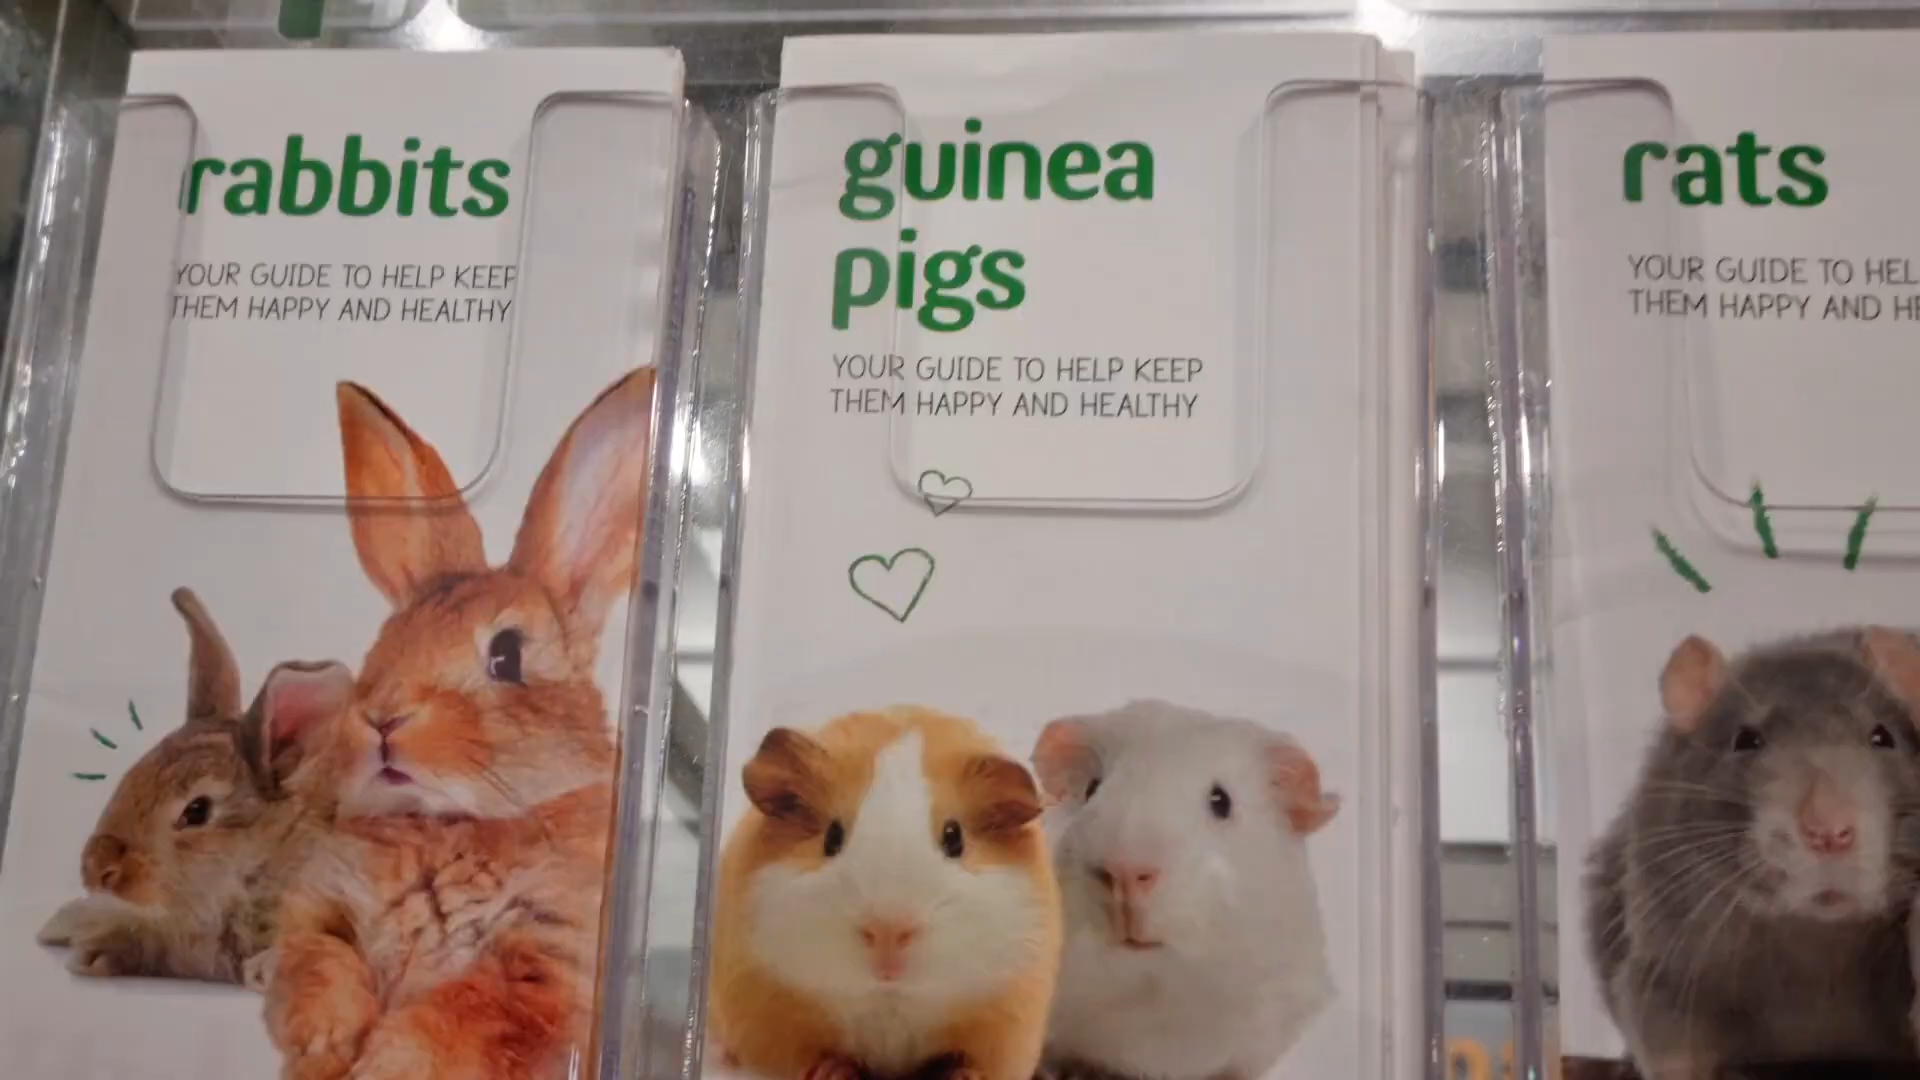 rabbits
YOUR GUIDE TO HELP KEEP
THEM HAPPY AND HEALTHY
guinea
pigs
YOUR GUIDE TO HELP KEEP
THEM HAPPY AND HEALTHY
rats
YOUR GUIDE TO HEL
THEM HAPPY AND HE